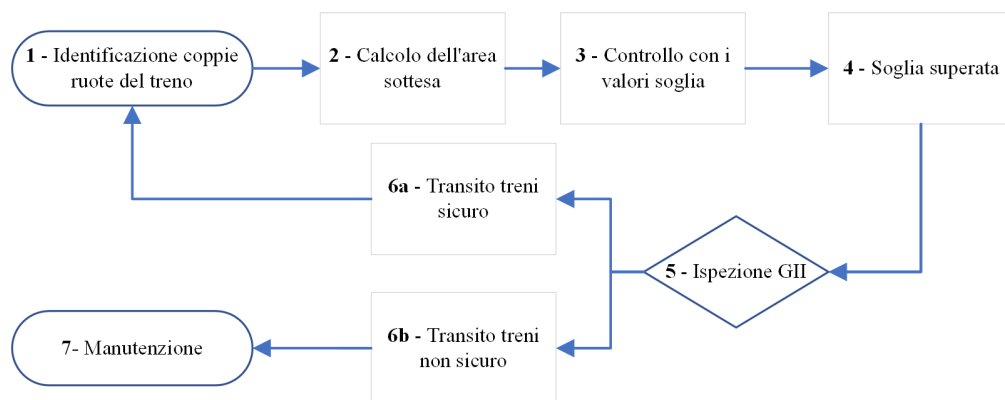 1 - Identificazione coppie
ruote del treno
2 - Calcolo dell'area
sottesa
3 - Controllo con i
valori soglia
4 - Soglia superata
6a - Transito treni
sicuro
5 - Ispezione GII
6b - Transito treni
non sicuro
7- Manutenzione